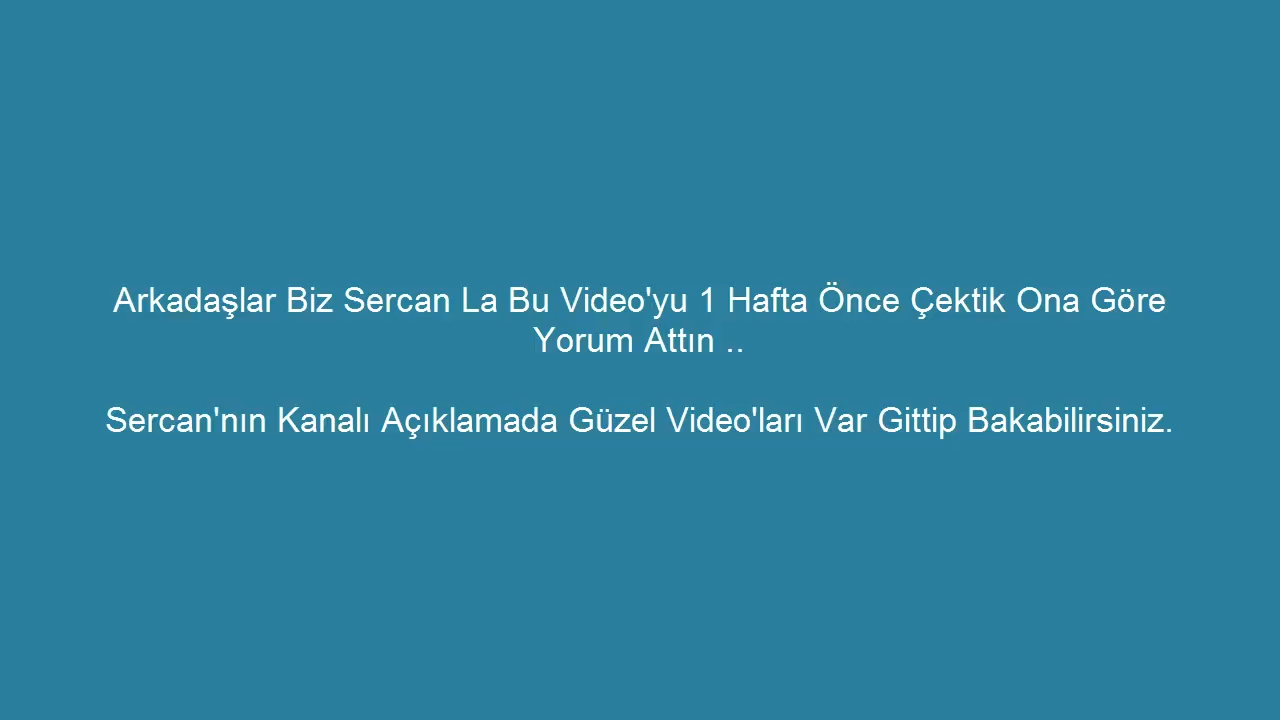 Arkadaşlar Biz Sercan La Bu Video'yu 1 Hafta Önce Çektik Ona Göre
Yorum Attın ..
Sercan'nın Kanalı Açıklamada Güzel Video'ları Var Gittip Bakabilirsiniz.